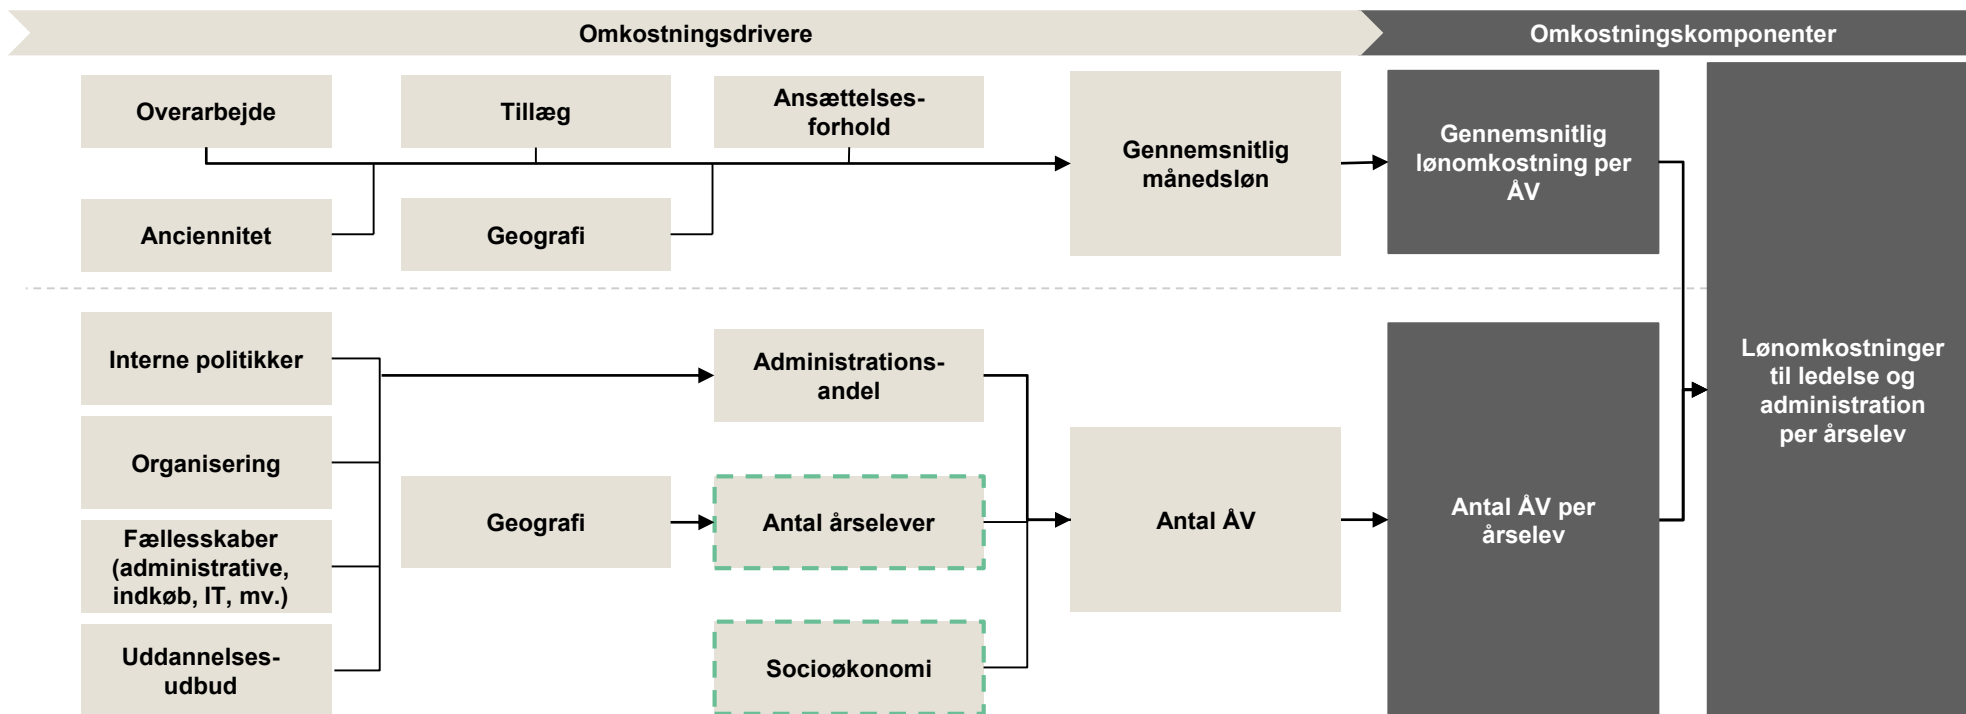 Omkostningsdrivere
Omkostningskomponenter
Overarbejde
Tillæg
Ansættelses-
forhold
Anciennitet
Geografi
Gennemsnitlig
månedsløn
Gennemsnitlig
lønomkostning per
ÅV
Interne politikker
Organisering
Fællesskaber
(administrative,
indkøb, IT, mv.)
Uddannelses-
udbud
Geografi
Administrations-
andel
Antal årselever
Socioøkonomi
Antal ÅV
Antal ÅV per
årselev
Lønomkostninger
til ledelse og
administration
per årselev